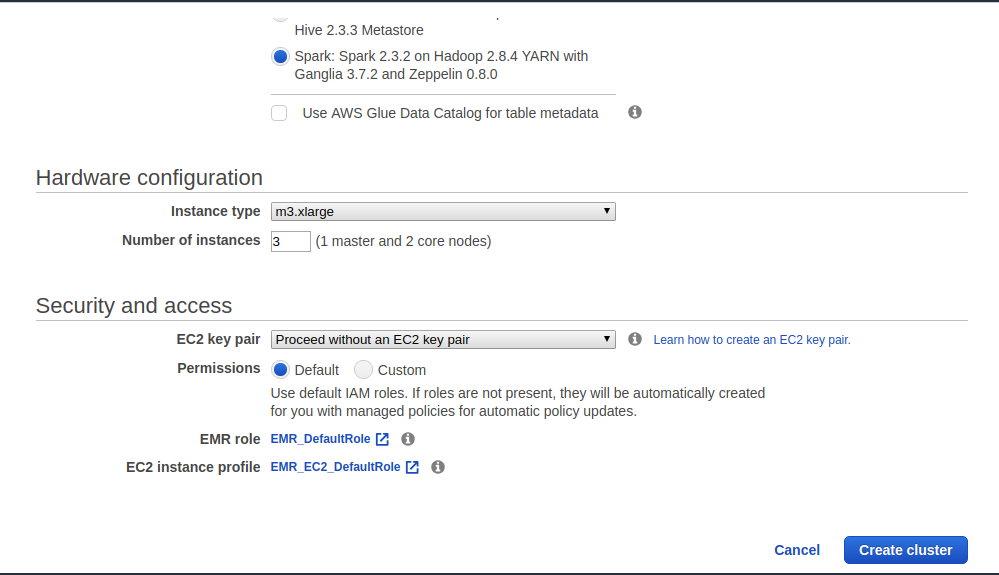 Hive 2.3.3 Metastore
Spark: Spark 2.3.2 on Hadoop 2.8.4 YARN with
Ganglia 3.7.2 and Zeppelin 0.8.0
Use AWS Glue Data Catalog for table metadata
Hardware configuration
Instance type m3.xlarge
Number of instances 3 (1 master and 2 core nodes)
Security and access
EC2 key pair Proceed without an EC2 key pair Learn how to create an EC2 key pair.
Permissions Default Custom
Use default IAM roles. If roles are not present, they will be automatically created
for you with managed policies for automatic policy updates.
EMR role EMR_DefaultRole
EC2 instance profile EMR_EC2_DefaultRole
Cancel Create cluster